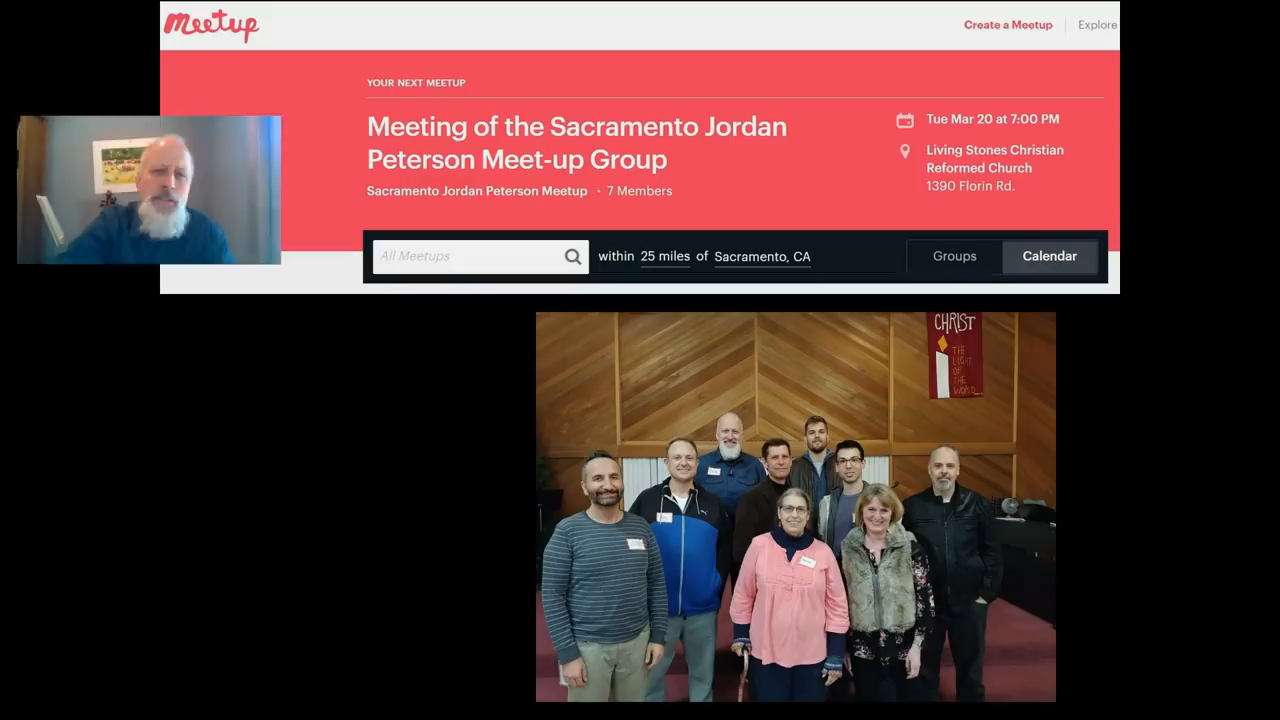 Meetup
Create a Meetup
Explore
YOUR NEXT MEETUP
Meeting of the Sacramento Jordan
Peterson Meet-up Group
Sacramento Jordan Peterson Meetup · 7 Members
Tue Mar 20 at 7:00 PM
Living Stones Christian
Reformed Church
1390 Florin Rd.
All Meetups
within 25 miles of Sacramento, CA
Groups
Calendar
CHRIST
THE
LIGHT
OF
THE
WORLD...